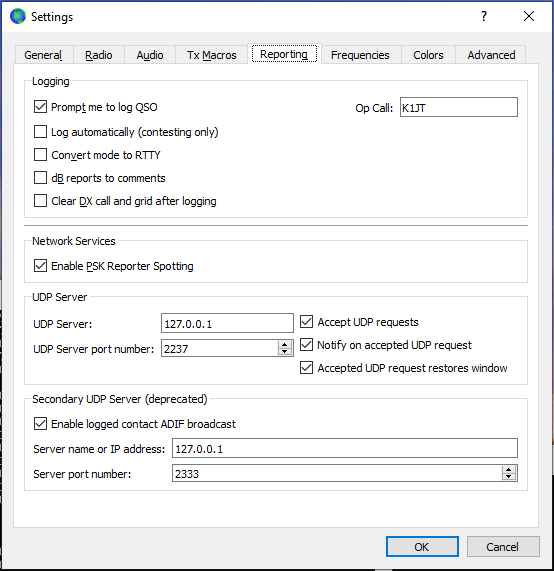 Settings
? ×
General Radio Audio Tx Macros Reporting Frequencies Colors Advanced
Logging
Prompt me to log QSO Op Call: K1JT
Log automatically (contesting only)
Convert mode to RTTY
dB reports to comments
Clear DX call and grid after logging
Network Services
Enable PSK Reporter Spotting
UDP Server
UDP Server: 127.0.0.1 Accept UDP requests
UDP Server port number: 2237 Notify on accepted UDP request
Accepted UDP request restores window
Secondary UDP Server (deprecated)
Enable logged contact ADIF broadcast
Server name or IP address: 127.0.0.1
Server port number: 2333
OK Cancel